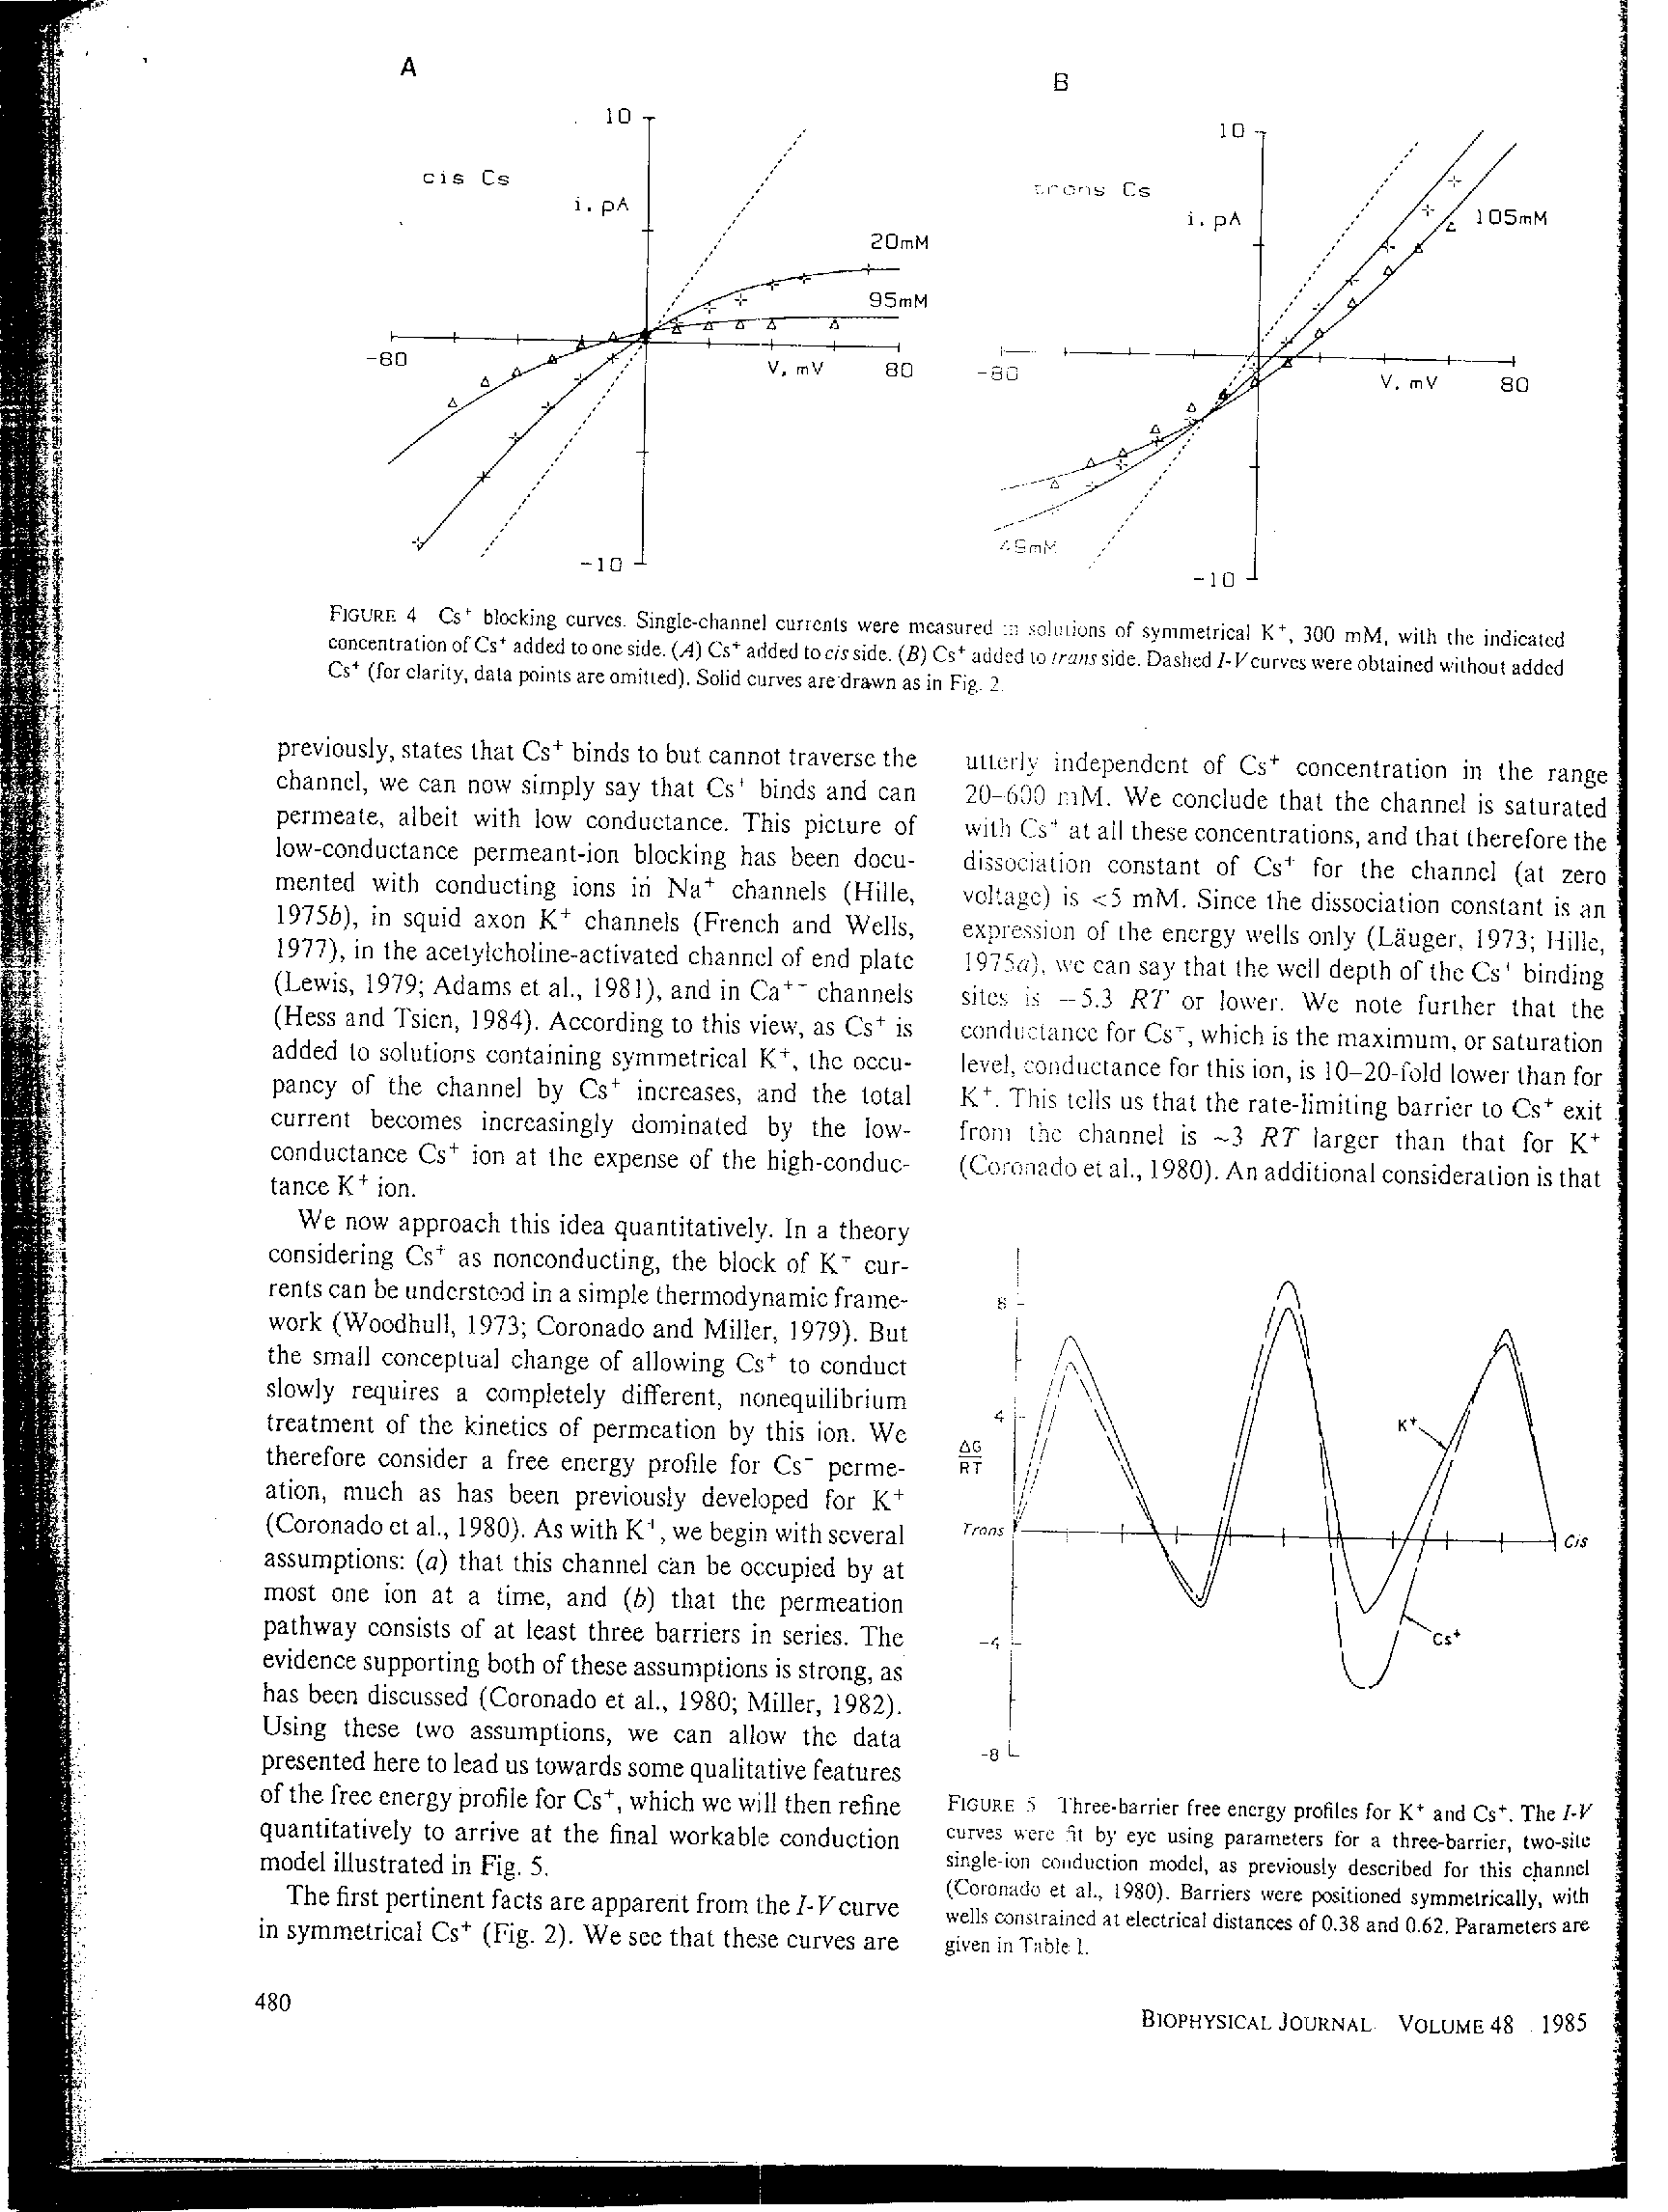 A
B
10
cis Cs
i, pA
20mM
95mM
-80
V, mV
80
-10
10
trans Cs
i, pA
105mM
-80
V, mV
80
-10
FIGURE 4 Cs⁺ blocking curves. Single-channel currents were measured in solutions of symmetrical K⁺, 300 mM, with the indicated
concentration of Cs⁺ added to one side. (A) Cs⁺ added to cis side. (B) Cs⁺ added to trans side. Dashed I-V curves were obtained without added
Cs⁺ (for clarity, data points are omitted). Solid curves are drawn as in Fig. 2.
previously, states that Cs⁺ binds to but cannot traverse the
channel, we can now simply say that Cs⁺ binds and can
permeate, albeit with low conductance. This picture of
low-conductance permeant-ion blocking has been docu-
mented with conducting ions in Na⁺ channels (Hille,
1975b), in squid axon K⁺ channels (French and Wells,
1977), in the acetylcholine-activated channel of end plate
(Lewis, 1979; Adams et al., 1981), and in Ca⁺⁺ channels
(Hess and Tsien, 1984). According to this view, as Cs⁺ is
added to solutions containing symmetrical K⁺, the occu-
pancy of the channel by Cs⁺ increases, and the total
current becomes increasingly dominated by the low-
conductance Cs⁺ ion at the expense of the high-conduc-
tance K⁺ ion.
We now approach this idea quantitatively. In a theory
considering Cs⁺ as nonconducting, the block of K⁺ cur-
rents can be understood in a simple thermodynamic frame-
work (Woodhull, 1973; Coronado and Miller, 1979). But
the small conceptual change of allowing Cs⁺ to conduct
slowly requires a completely different, nonequilibrium
treatment of the kinetics of permeation by this ion. We
therefore consider a free energy profile for Cs⁺ perme-
ation, much as has been previously developed for K⁺
(Coronado et al., 1980). As with K⁺, we begin with several
assumptions: (a) that this channel can be occupied by at
most one ion at a time, and (b) that the permeation
pathway consists of at least three barriers in series. The
evidence supporting both of these assumptions is strong, as
has been discussed (Coronado et al., 1980; Miller, 1982).
Using these two assumptions, we can allow the data
presented here to lead us towards some qualitative features
of the free energy profile for Cs⁺, which we will then refine
quantitatively to arrive at the final workable conduction
model illustrated in Fig. 5.
The first pertinent facts are apparent from the I-V curve
in symmetrical Cs⁺ (Fig. 2). We see that these curves are
utterly independent of Cs⁺ concentration in the range
20–600 mM. We conclude that the channel is saturated
with Cs⁺ at all these concentrations, and that therefore the
dissociation constant of Cs⁺ for the channel (at zero
voltage) is <5 mM. Since the dissociation constant is an
expression of the energy wells only (Läuger, 1973; Hille,
1975a), we can say that the well depth of the Cs⁺ binding
sites is −5.3 RT or lower. We note further that the
conductance for Cs⁺, which is the maximum, or saturation
level, conductance for this ion, is 10–20-fold lower than for
K⁺. This tells us that the rate-limiting barrier to Cs⁺ exit
from the channel is ~3 RT larger than that for K⁺
(Coronado et al., 1980). An additional consideration is that
8
4
ΔG
RT
Trans
Cis
K⁺
Cs⁺
-4
-8
FIGURE 5 Three-barrier free energy profiles for K⁺ and Cs⁺. The I-V
curves were fit by eye using parameters for a three-barrier, two-site
single-ion conduction model, as previously described for this channel
(Coronado et al., 1980). Barriers were positioned symmetrically, with
wells constrained at electrical distances of 0.38 and 0.62. Parameters are
given in Table 1.
480
BIOPHYSICAL JOURNAL VOLUME 48 1985